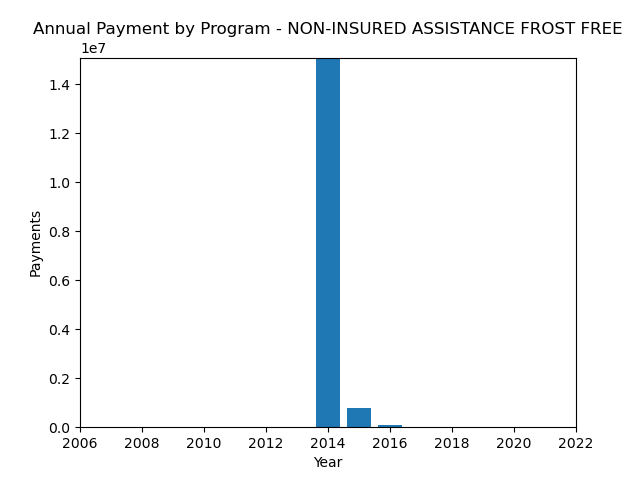 Annual Payment by Program - NON-INSURED ASSISTANCE FROST FREE
1e7
1.4
1.2
1.0
0.8
0.6
0.4
0.2
0.0
Payments
2006 2008 2010 2012 2014 2016 2018 2020 2022
Year